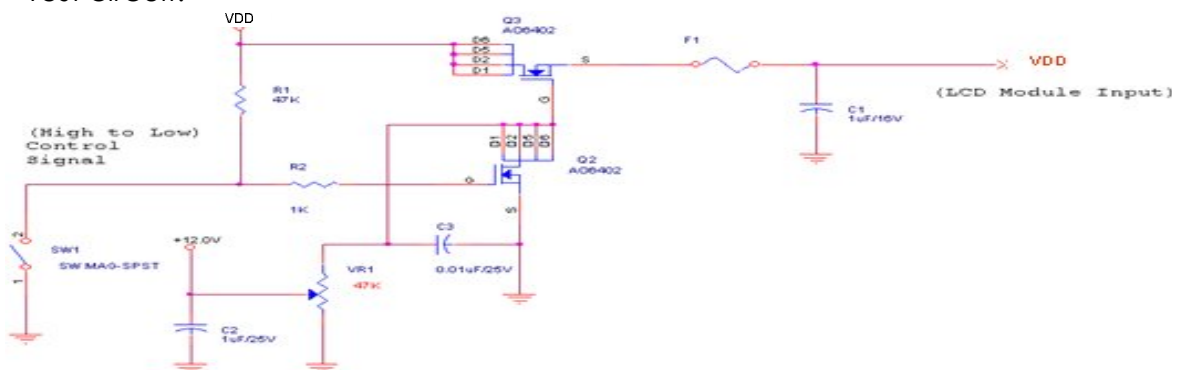 VDD
Q3
AO6402
D6
D5
D2
D1
S
G
F1
VDD
(LCD Module Input)
C1
1uF/16V
R1
47K
(High to Low)
Control
Signal
D1
D2
D5
D6
Q2
AO6402
R2
1K
G
S
2
SW1
SW MAG-SPST
1
+12.0V
C3
0.01uF/25V
VR1
47K
C2
1uF/25V